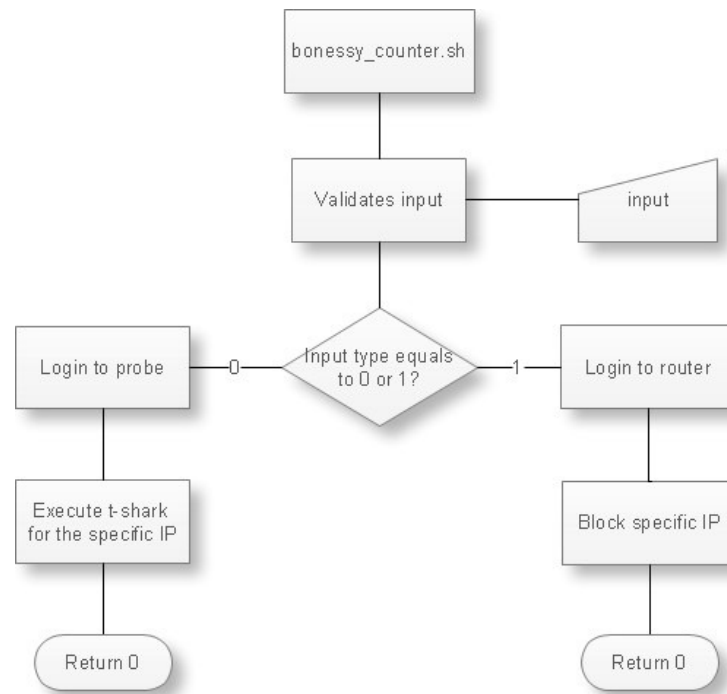 bonessy_counter.sh
Validates input
input
Input type equals
to 0 or 1?
Login to probe
0
1
Login to router
Execute t-shark
for the specific IP
Block specific IP
Return 0
Return 0